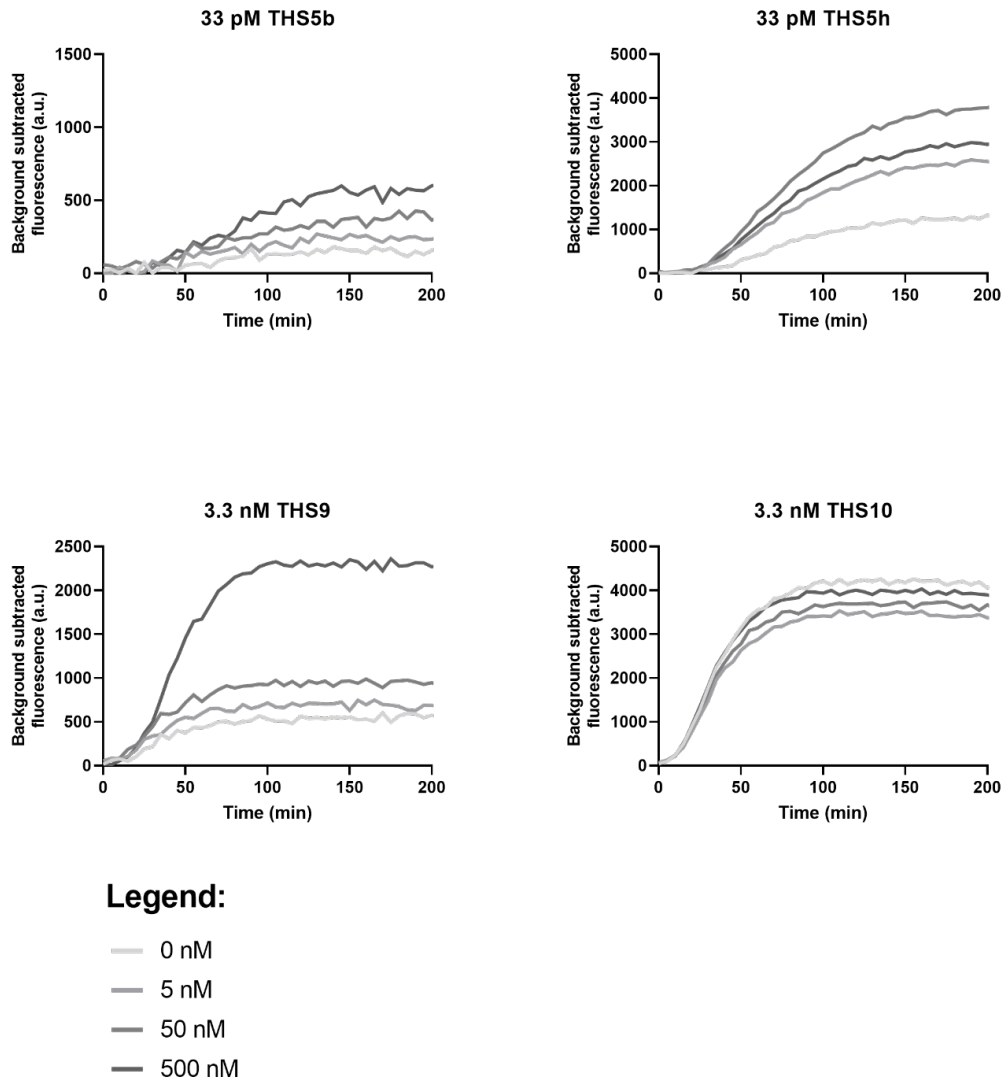 33 pM THS5b
Background subtracted
fluorescence (a.u.)
1500
1000
500
0
0 50 100 150 200
Time (min)
33 pM THS5h
Background subtracted
fluorescence (a.u.)
5000
4000
3000
2000
1000
0
0 50 100 150 200
Time (min)
3.3 nM THS9
Background subtracted
fluorescence (a.u.)
2500
2000
1500
1000
500
0
0 50 100 150 200
Time (min)
3.3 nM THS10
Background subtracted
fluorescence (a.u.)
5000
4000
3000
2000
1000
0
0 50 100 150 200
Time (min)
Legend:
0 nM
5 nM
50 nM
500 nM